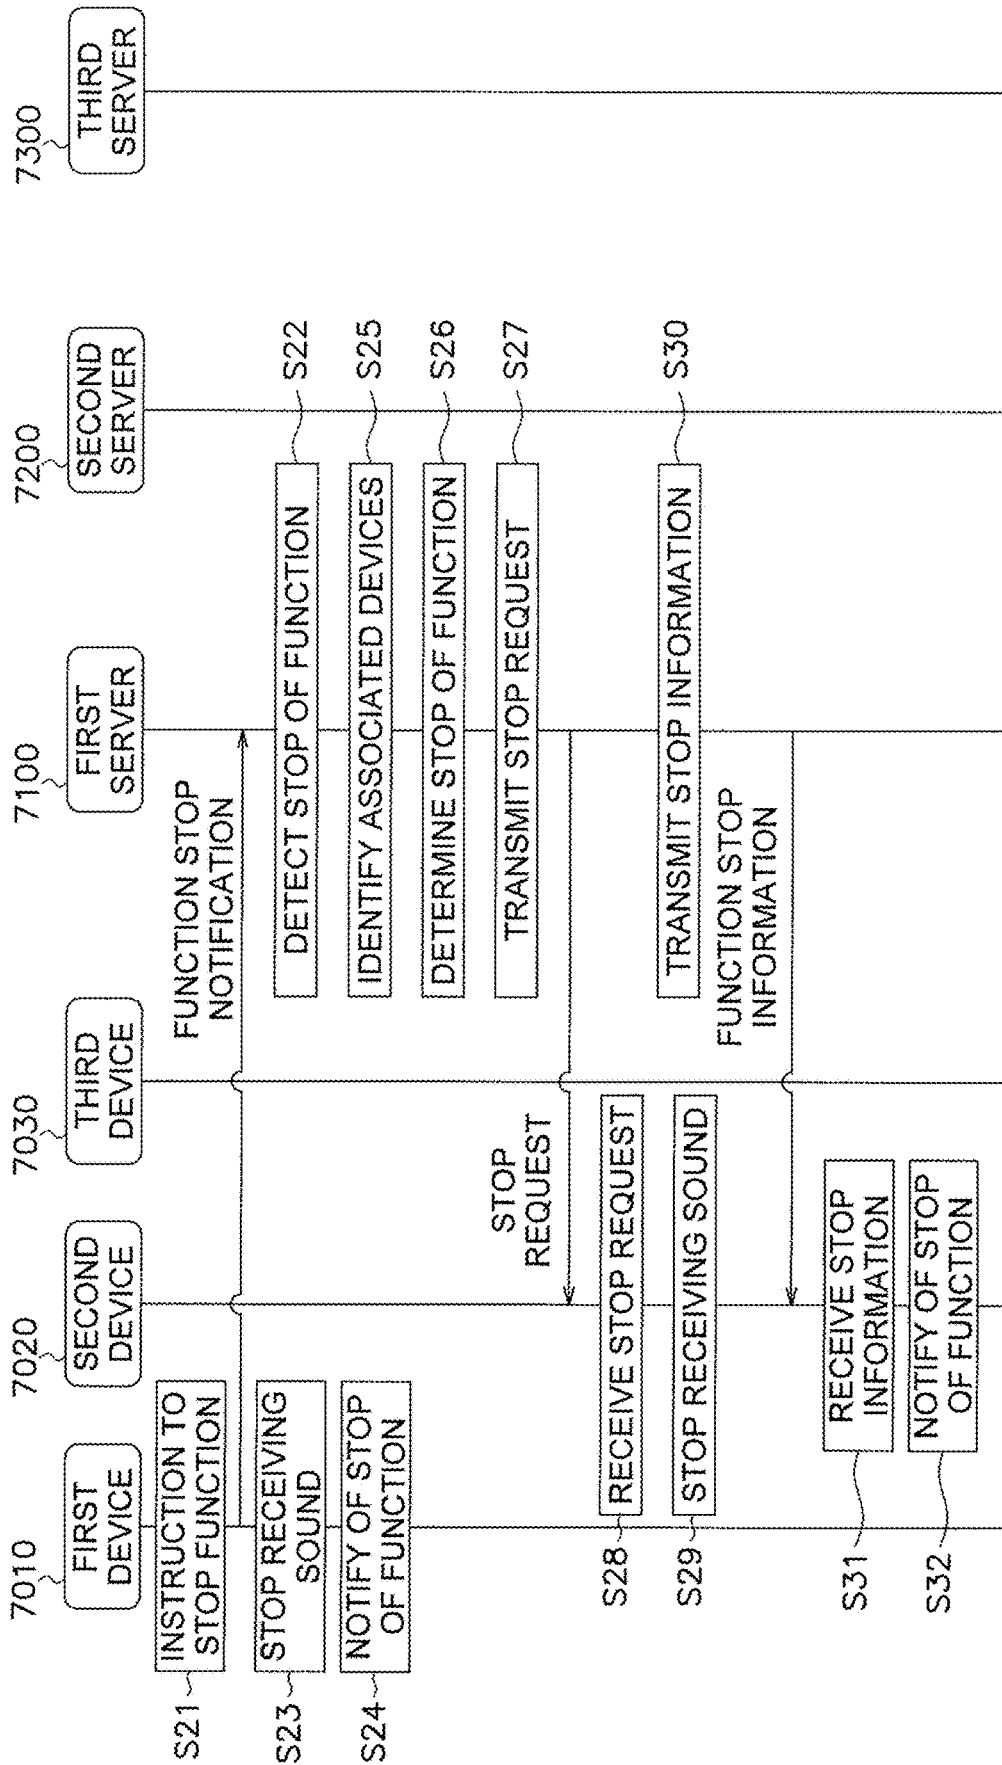 7010
FIRST
DEVICE
7020
SECOND
DEVICE
7030
THIRD
DEVICE
7100
FIRST
SERVER
7200
SECOND
SERVER
7300
THIRD
SERVER
S21
INSTRUCTION TO
STOP FUNCTION
FUNCTION STOP
NOTIFICATION
S23
STOP RECEIVING
SOUND
DETECT STOP OF FUNCTION
S22
S24
NOTIFY OF STOP
OF FUNCTION
IDENTIFY ASSOCIATED DEVICES
S25
DETERMINE STOP OF FUNCTION
S26
TRANSMIT STOP REQUEST
S27
STOP
REQUEST
S28
RECEIVE STOP REQUEST
S29
STOP RECEIVING SOUND
TRANSMIT STOP INFORMATION
S30
FUNCTION STOP
INFORMATION
S31
RECEIVE STOP
INFORMATION
S32
NOTIFY OF STOP
OF FUNCTION